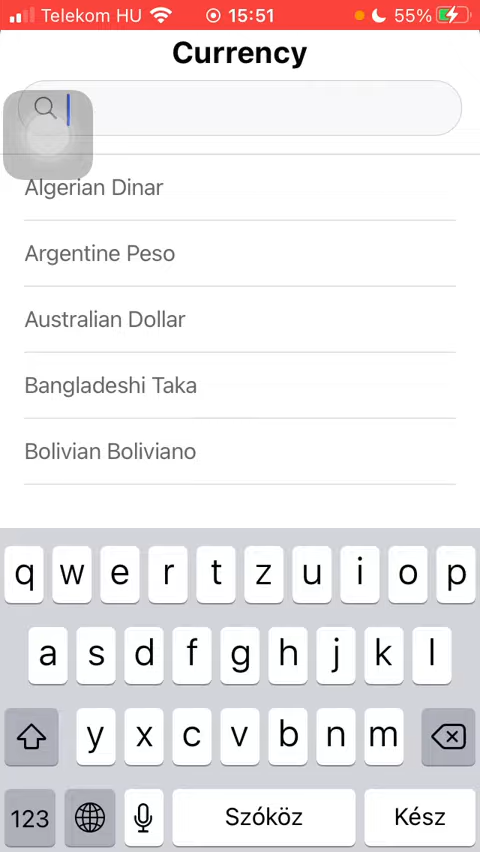 Telekom HU 15:51 55%
Currency
Algerian Dinar
Argentine Peso
Australian Dollar
Bangladeshi Taka
Bolivian Boliviano
q w e r t z u i o p
a s d f g h j k l
y x c v b n m
123 Szóköz Kész